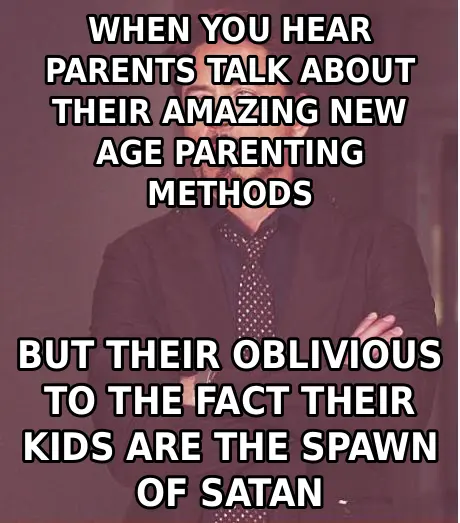 WHEN YOU HEAR
PARENTS TALK ABOUT
THEIR AMAZING NEW
AGE PARENTING
METHODS
BUT THEIR OBLIVIOUS
TO THE FACT THEIR
KIDS ARE THE SPAWN
OF SATAN